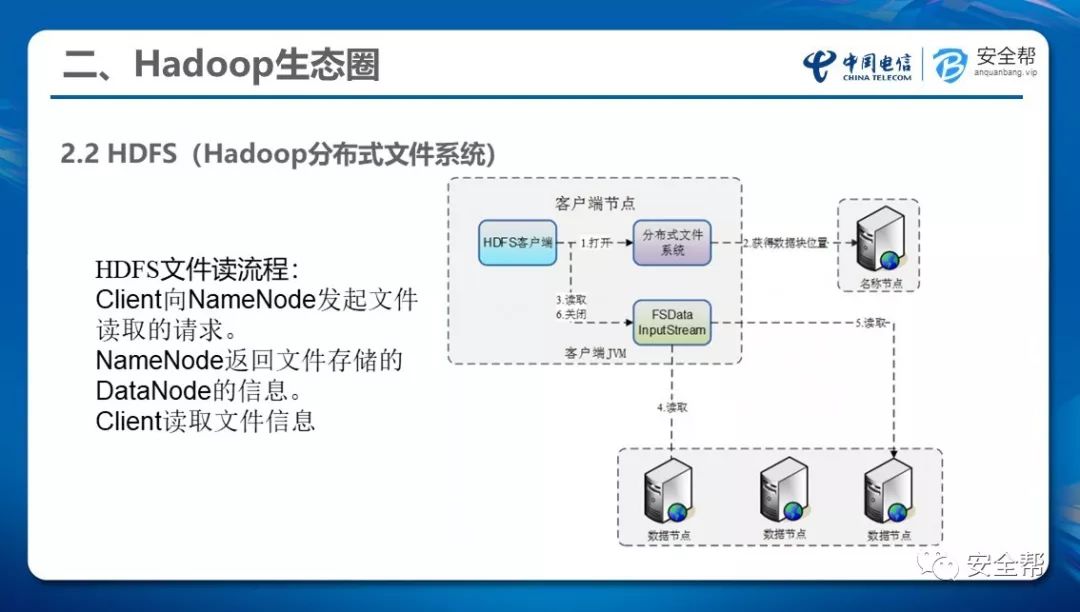 二、Hadoop生态圈
中国电信
CHINA TELECOM
安全帮
anquanbang.vip
2.2 HDFS（Hadoop分布式文件系统）
HDFS文件读流程：
Client向NameNode发起文件
读取的请求。
NameNode返回文件存储的
DataNode的信息。
Client读取文件信息
客户端节点
HDFS客户端
1.打开
分布式文件
系统
2.获得数据块位置
名称节点
3.读取
6.关闭
FSData
InputStream
5.读取
客户端JVM
4.读取
数据节点
数据节点
数据节点
安全帮